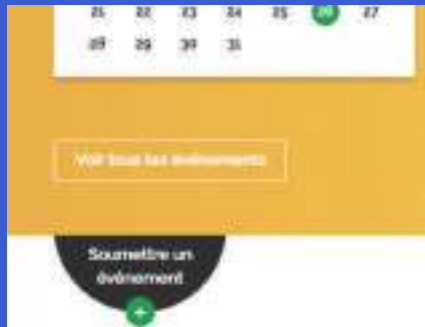 21 22 23 24 25 26 27
28 29 30 31
Voir tous les événements
Soumettre un
événement
+